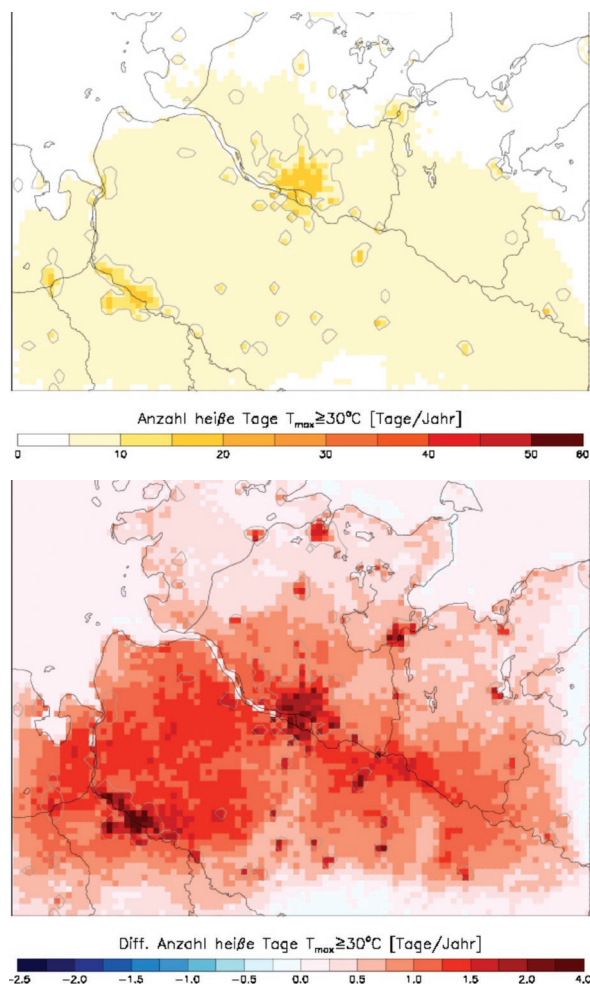 Anzahl heiße Tage Tmax≧30°C [Tage/Jahr]
0 10 20 30 40 50 60
Diff. Anzahl heiße Tage Tmax≧30°C [Tage/Jahr]
-2.5 -2.0 -1.5 -1.0 -0.5 0.0 0.5 1.0 1.5 2.0 4.0